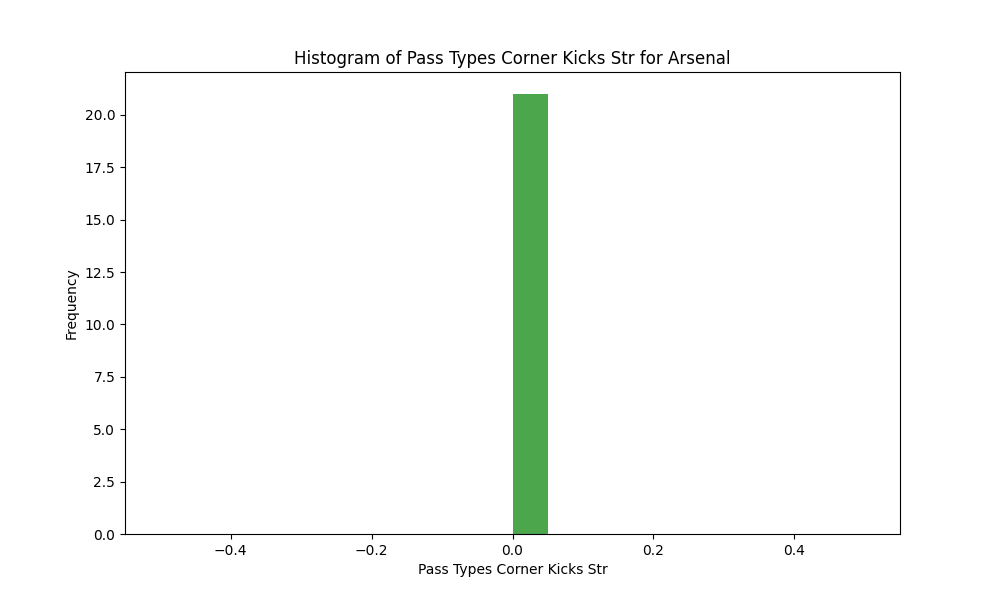 Histogram of Pass Types Corner Kicks Str for Arsenal
20.0
17.5
15.0
12.5
10.0
7.5
5.0
2.5
0.0
Frequency
−0.4 −0.2 0.0 0.2 0.4
Pass Types Corner Kicks Str